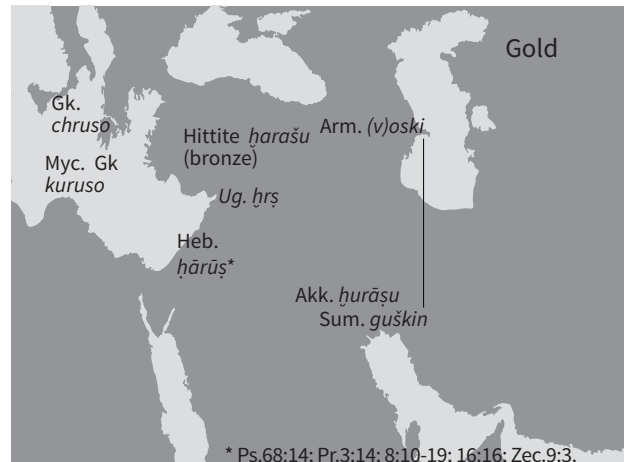 Gold
Gk.
chruso
Hittite ḫarašu
(bronze)
Arm. (v)oski
Myc. Gk
kuruso
Ug. ḫrṣ
Heb.
ḥārūṣ*
Akk. ḫurāṣu
Sum. guškin
* Ps.68:14; Pr.3:14; 8:10-19; 16:16; Zec.9:3.